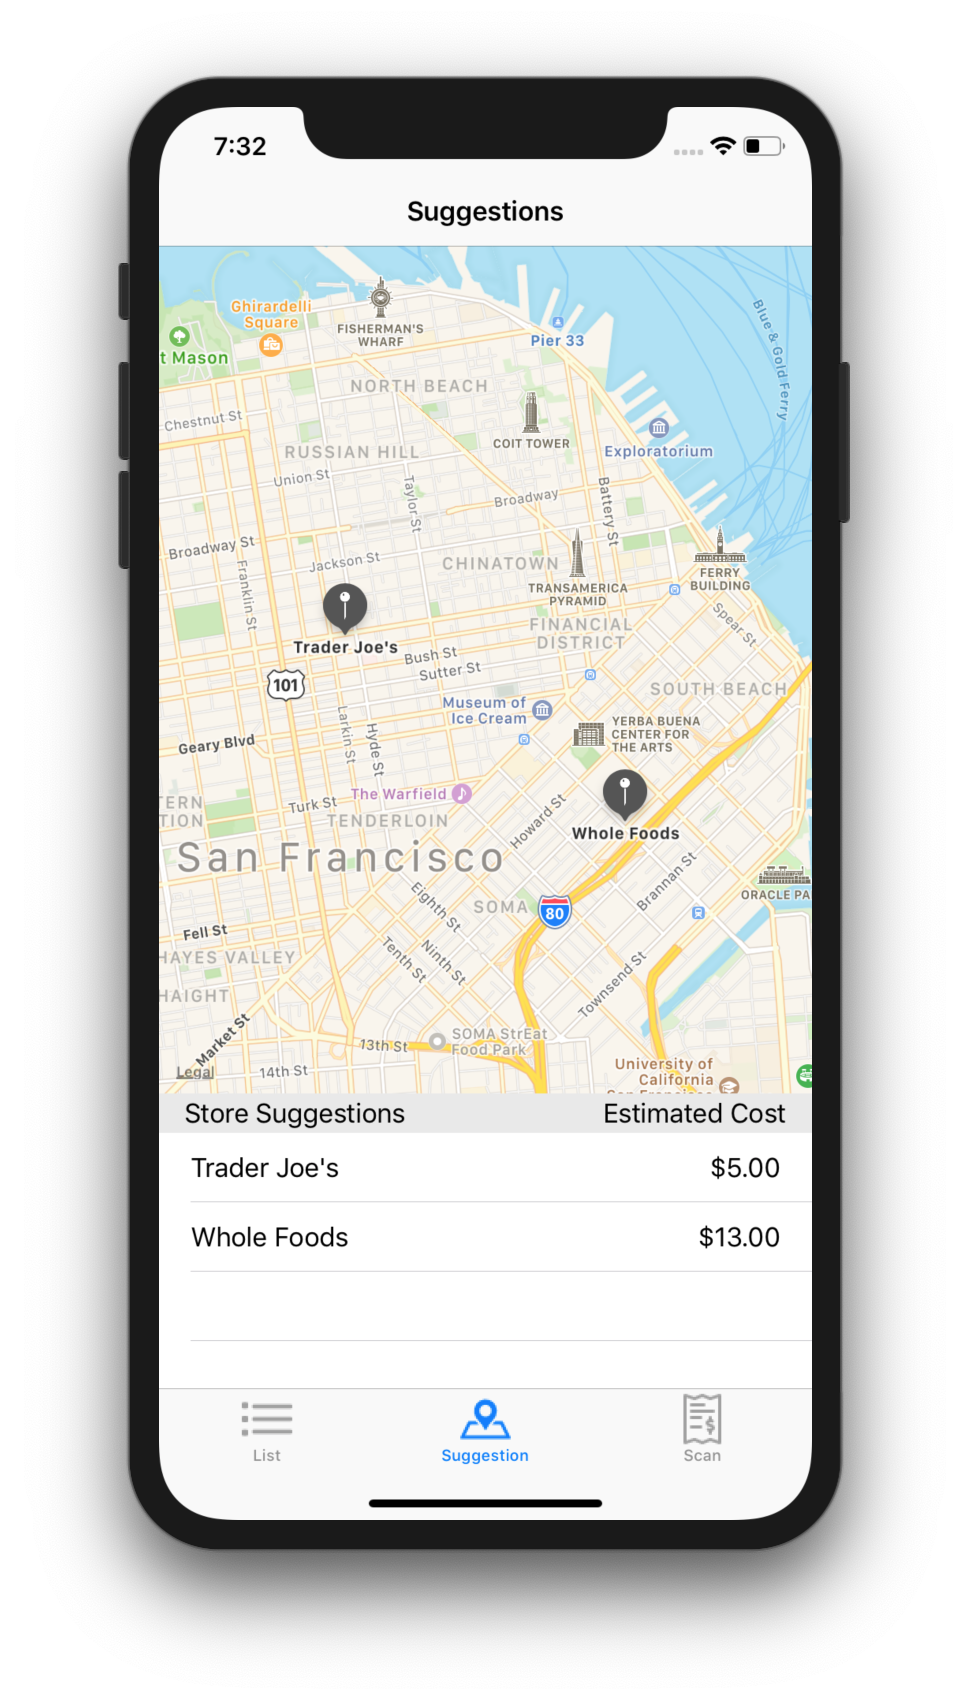 7:32
Suggestions
Ghirardelli
Square
FISHERMAN'S
WHARF
Pier 33
Blue & Gold Ferry
t Mason
NORTH BEACH
Chestnut St
COIT TOWER
Exploratorium
RUSSIAN HILL
Union St
Taylor St
Broadway
Battery St
Broadway St
Jackson St
CHINATOWN
FERRY
BUILDING
Franklin St
TRANSAMERICA
PYRAMID
Spear St
FINANCIAL
DISTRICT
Trader Joe's
Bush St
Sutter St
101
SOUTH BEACH
Museum of
Ice Cream
Larkin St
Hyde St
YERBA BUENA
CENTER FOR
THE ARTS
Geary Blvd
The Warfield
TERN
TION
Turk St
TENDERLOIN
Howard St
Whole Foods
San Francisco
Brannan St
ORACLE PA
Eighth St
SOMA
80
Fell St
Tenth St
Ninth St
HAYES VALLEY
Townsend St
HAIGHT
Market St
13th St
SOMA StrEat
Food Park
Legal
14th St
University of
California
San Francisco
Store Suggestions Estimated Cost
Trader Joe's $5.00
Whole Foods $13.00
List Suggestion Scan